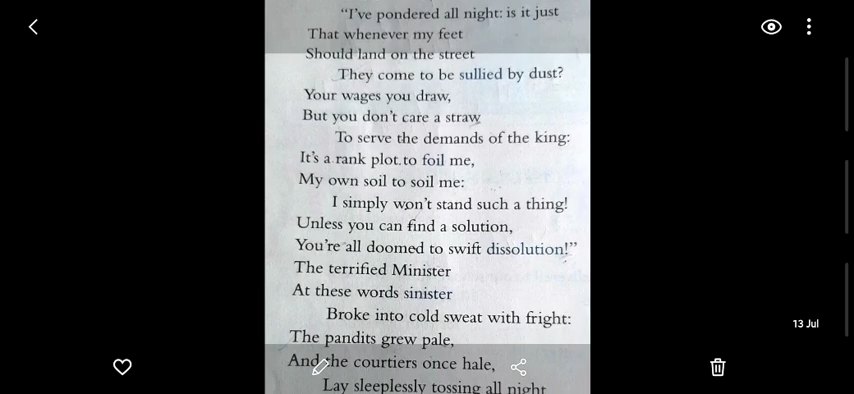 “I’ve pondered all night: is it just
That whenever my feet
Should land on the street
They come to be sullied by dust?
Your wages you draw,
But you don’t care a straw
To serve the demands of the king:
It’s a rank plot to foil me,
My own soil to soil me:
I simply won’t stand such a thing!
Unless you can find a solution,
You’re all doomed to swift dissolution!”
The terrified Minister
At these words sinister
Broke into cold sweat with fright:
13 Jul
The pandits grew pale,
And the courtiers once hale,
Lay sleeplessly tossing all night